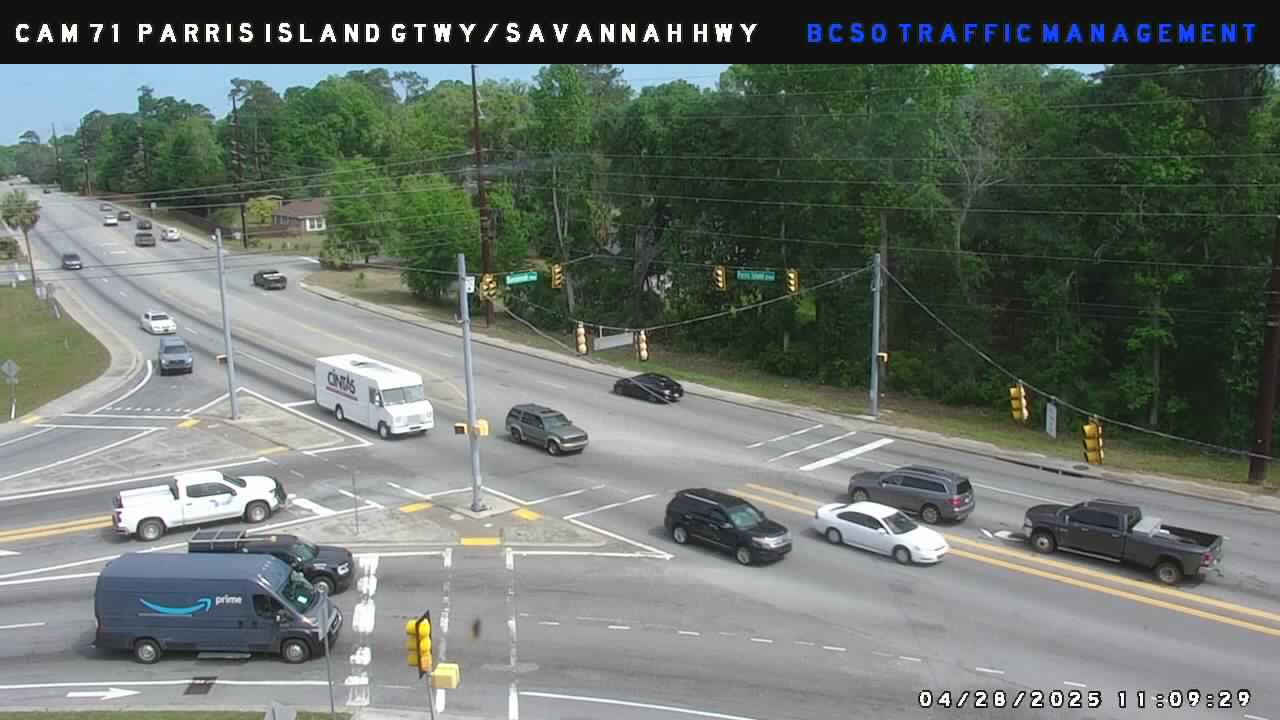 CAM 71 PARRIS ISLAND GTWY/SAVANNAH HWY
BCSO TRAFFIC MANAGEMENT
CINTAS
prime
04/28/2025 11:09:29